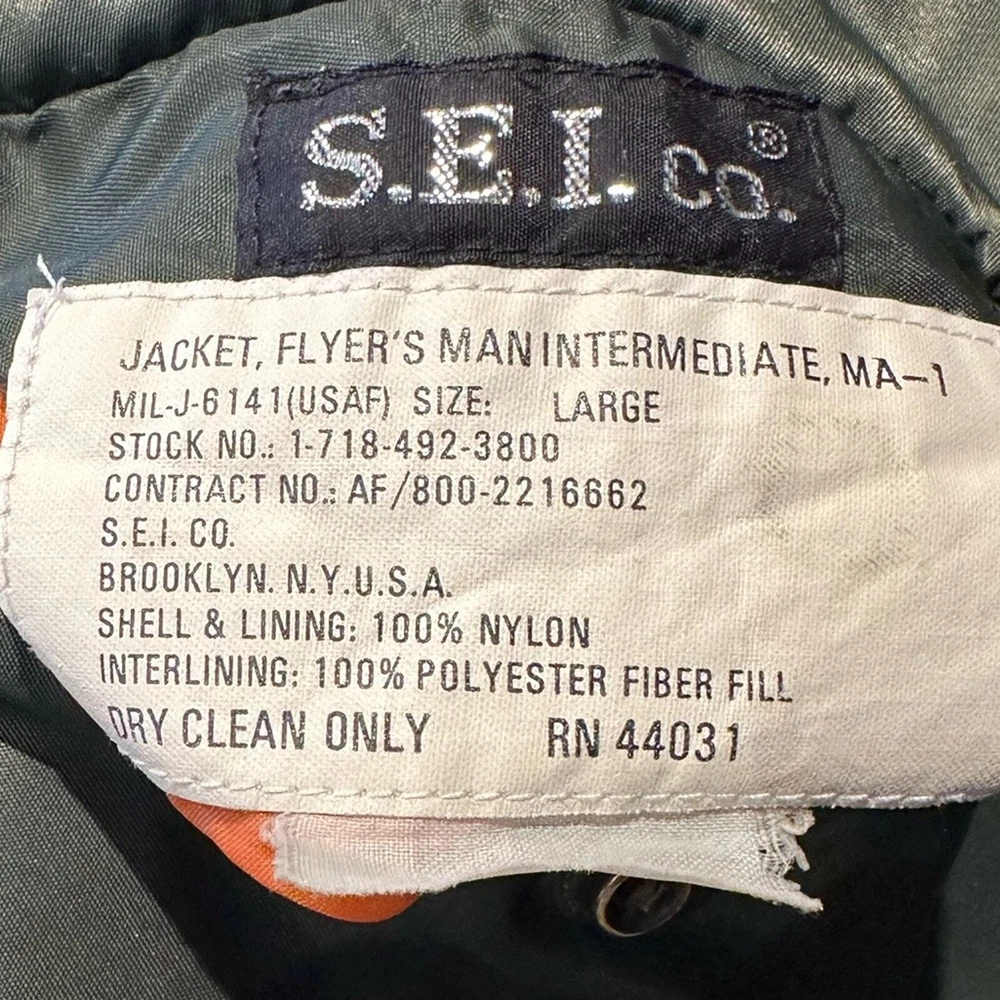 S.E.I. CO.®
JACKET, FLYER'S MAN INTERMEDIATE, MA-1
MIL-J-6141(USAF) SIZE: LARGE
STOCK NO.: 1-718-492-3800
CONTRACT NO.: AF/800-2216662
S.E.I. CO.
BROOKLYN. N.Y.U.S.A.
SHELL & LINING: 100% NYLON
INTERLINING: 100% POLYESTER FIBER FILL
DRY CLEAN ONLY RN 44031